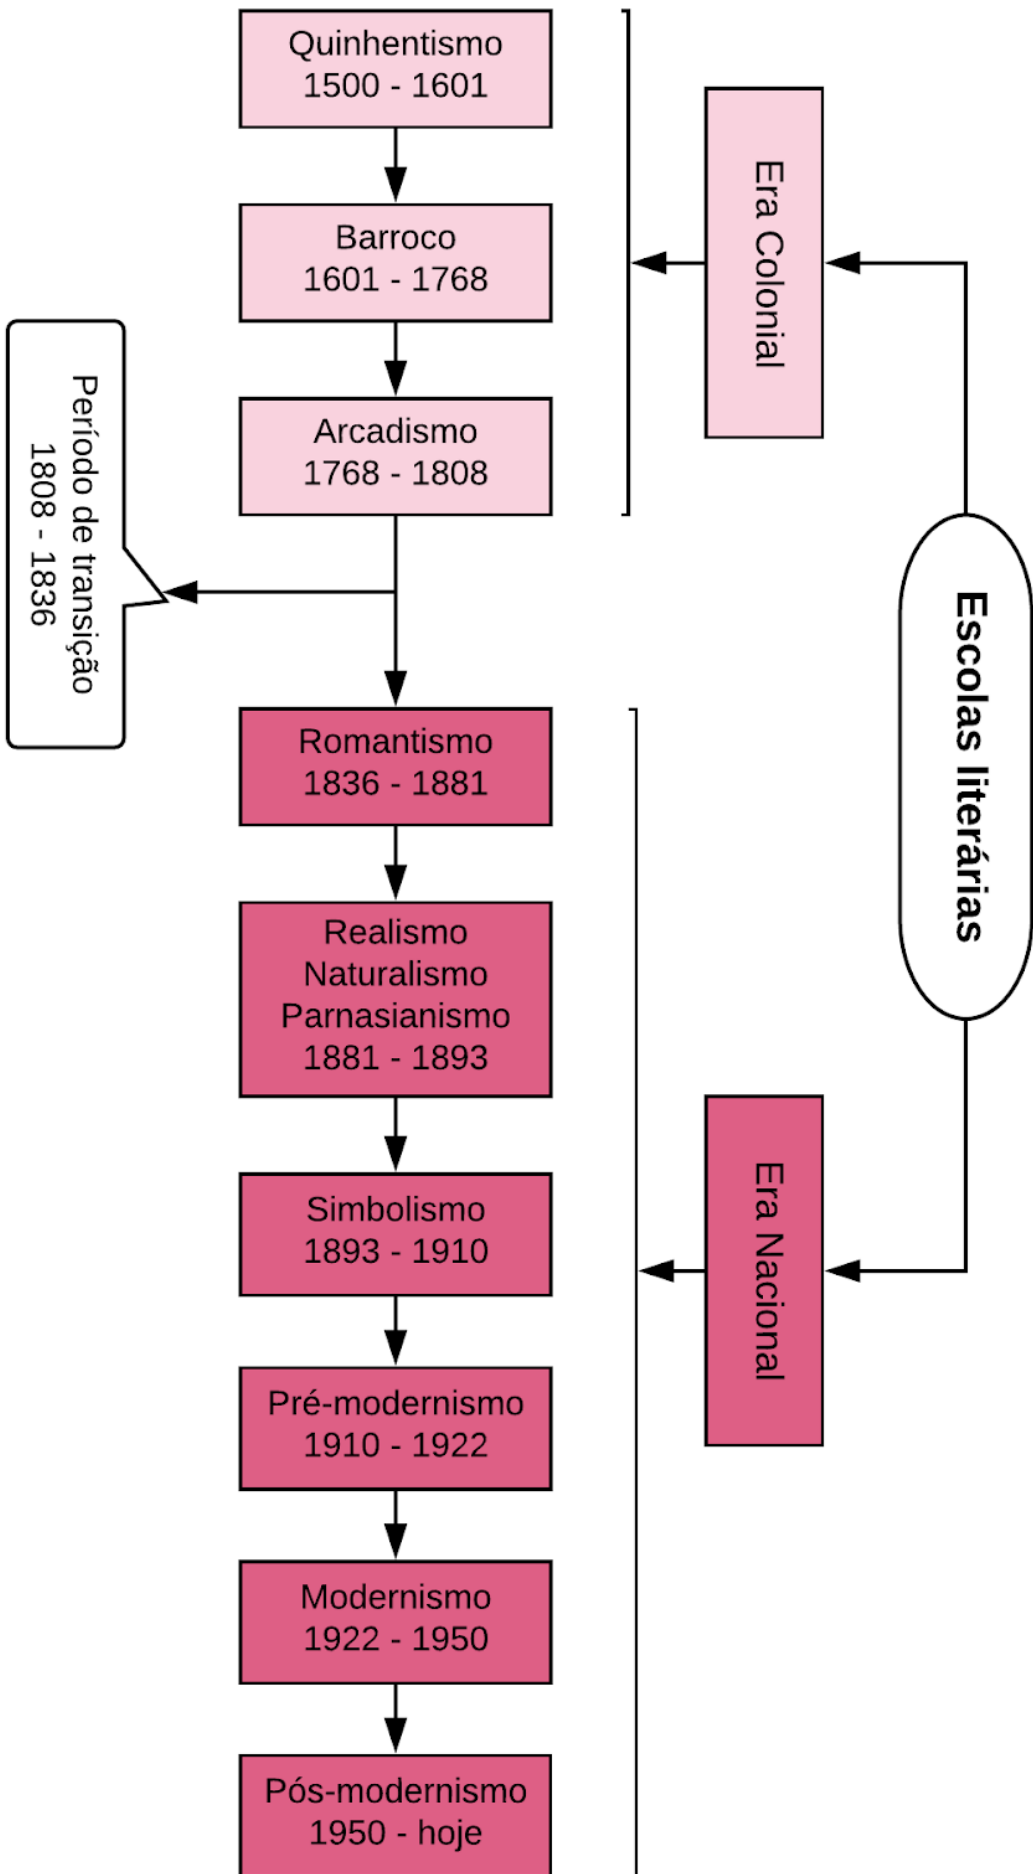 Escolas literárias
Era Colonial
Quinhentismo
1500 - 1601
Barroco
1601 - 1768
Arcadismo
1768 - 1808
Período de transição
1808 - 1836
Era Nacional
Romantismo
1836 - 1881
Realismo
Naturalismo
Parnasianismo
1881 - 1893
Simbolismo
1893 - 1910
Pré-modernismo
1910 - 1922
Modernismo
1922 - 1950
Pós-modernismo
1950 - hoje